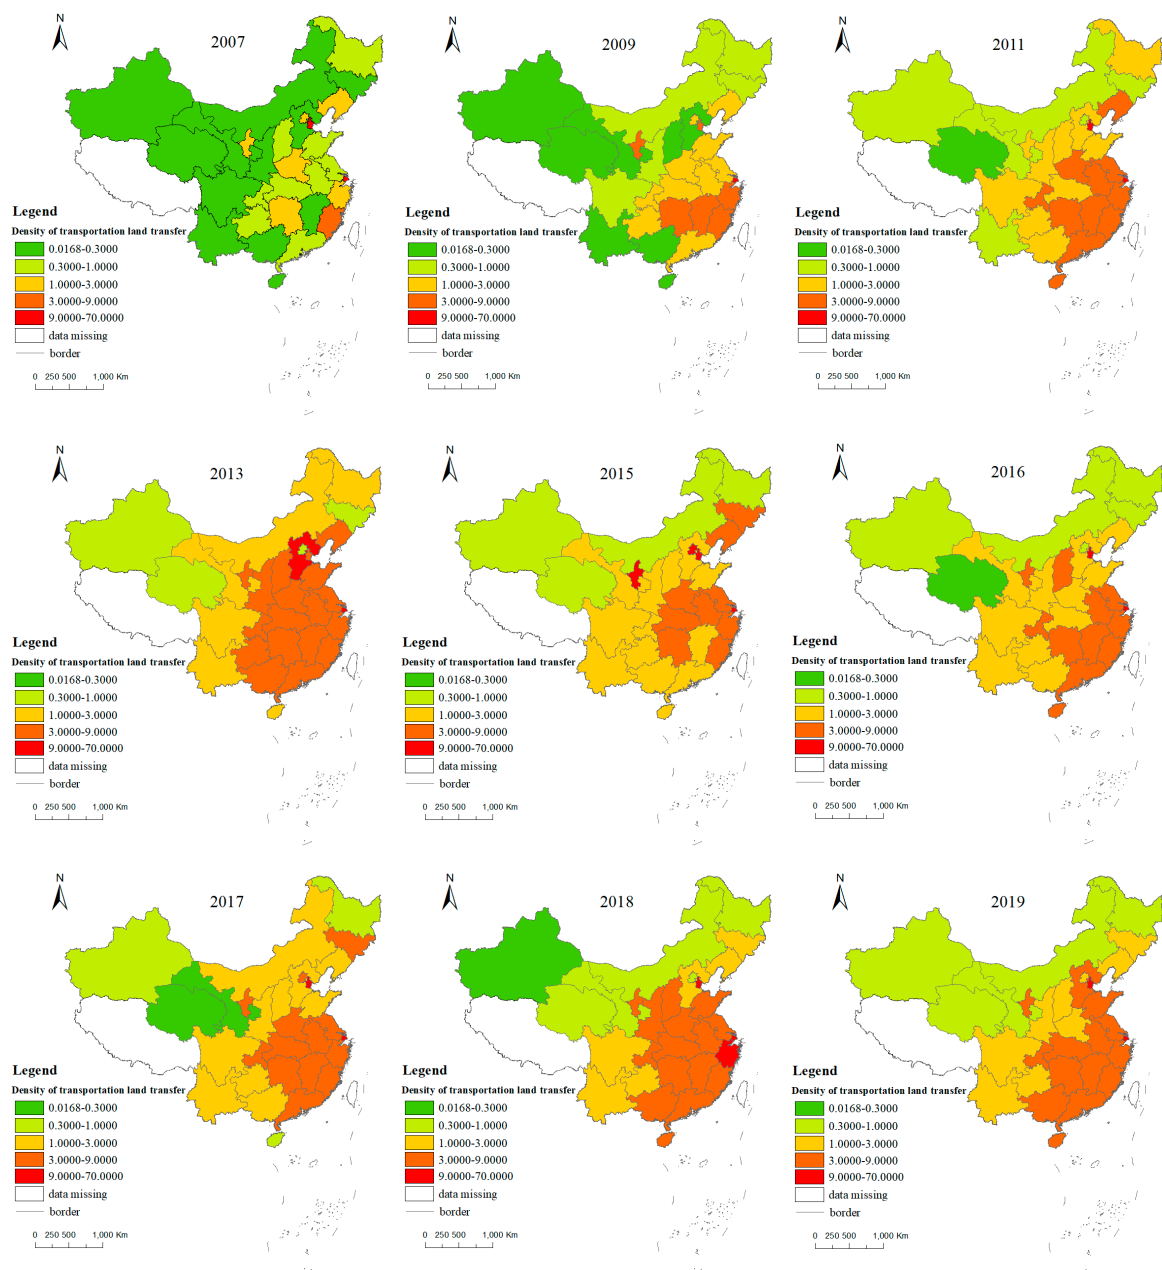 N
2007
Legend
Density of transportation land transfer
0.0168-0.3000
0.3000-1.0000
1.0000-3.0000
3.0000-9.0000
9.0000-70.0000
data missing
border
0 250 500 1,000 Km
N
2009
Legend
Density of transportation land transfer
0.0168-0.3000
0.3000-1.0000
1.0000-3.0000
3.0000-9.0000
9.0000-70.0000
data missing
border
0 250 500 1,000 Km
N
2011
Legend
Density of transportation land transfer
0.0168-0.3000
0.3000-1.0000
1.0000-3.0000
3.0000-9.0000
9.0000-70.0000
data missing
border
0 250 500 1,000 Km
N
2013
Legend
Density of transportation land transfer
0.0168-0.3000
0.3000-1.0000
1.0000-3.0000
3.0000-9.0000
9.0000-70.0000
data missing
border
0 250 500 1,000 Km
N
2015
Legend
Density of transportation land transfer
0.0168-0.3000
0.3000-1.0000
1.0000-3.0000
3.0000-9.0000
9.0000-70.0000
data missing
border
0 250 500 1,000 Km
N
2016
Legend
Density of transportation land transfer
0.0168-0.3000
0.3000-1.0000
1.0000-3.0000
3.0000-9.0000
9.0000-70.0000
data missing
border
0 250 500 1,000 Km
N
2017
Legend
Density of transportation land transfer
0.0168-0.3000
0.3000-1.0000
1.0000-3.0000
3.0000-9.0000
9.0000-70.0000
data missing
border
0 250 500 1,000 Km
N
2018
Legend
Density of transportation land transfer
0.0168-0.3000
0.3000-1.0000
1.0000-3.0000
3.0000-9.0000
9.0000-70.0000
data missing
border
0 250 500 1,000 Km
N
2019
Legend
Density of transportation land transfer
0.0168-0.3000
0.3000-1.0000
1.0000-3.0000
3.0000-9.0000
9.0000-70.0000
data missing
border
0 250 500 1,000 Km